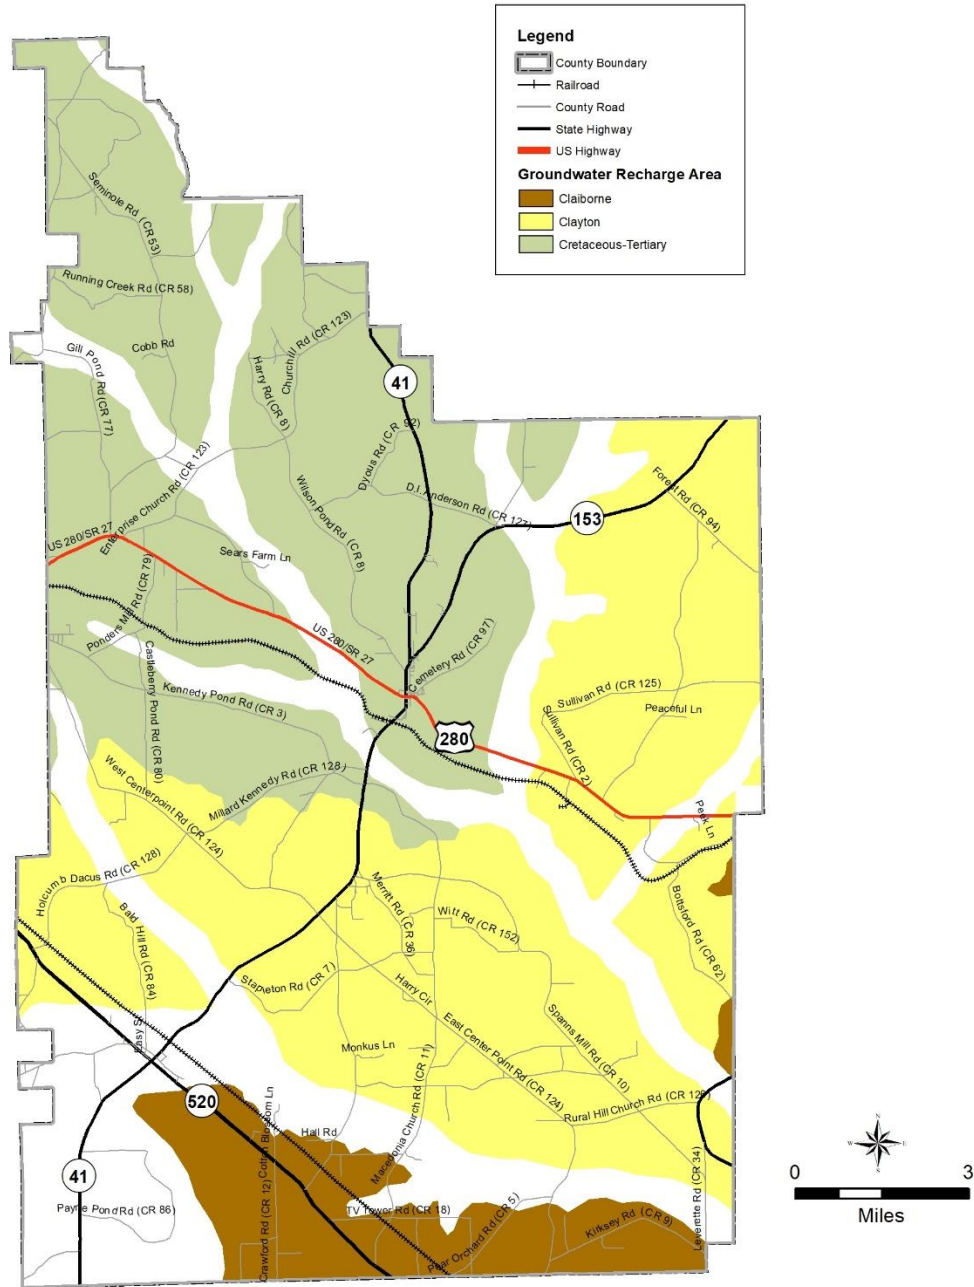 Legend
County Boundary
Railroad
County Road
State Highway
US Highway
Groundwater Recharge Area
Claiborne
Clayton
Cretaceous-Tertiary
Seminole Rd (CR 53)
Running Creek Rd (CR 58)
Cobb Rd
Gill Pond Rd (CR 77)
Harry Rd (CR 8)
Churchill Rd (CR 123)
41
Dyous Rd (CR 92)
D.I. Anderson Rd (CR 127)
153
Forest Rd (CR 94)
Enterprise Church Rd (CR 123)
Wilson Pond Rd (CR 8)
US 280/SR 27
Sears Farm Ln
Ponders Mill Rd (CR 79)
US 280/SR 27
Cemetery Rd (CR 97)
Castleberry Pond Rd (CR 80)
Kennedy Pond Rd (CR 3)
Sullivan Rd (CR 125)
Peaceful Ln
Sullivan Rd (CR 2)
280
West Centerpoint Rd (CR 124)
Millard Kennedy Rd (CR 128)
Peek Ln
Holcumb Dacus Rd (CR 128)
Bald Hill Rd (CR 84)
Merritt Rd (CR 36)
Witt Rd (CR 152)
Bottsford Rd (CR 62)
Stapleton Rd (CR 7)
Harry Cir
East Center Point Rd (CR 124)
Spanns Mill Rd (CR 10)
Easy S
Monkus Ln
Macedonia Church Rd (CR 11)
520
Cotton Blossom Ln
Hall Rd
Rural Hill Church Rd (CR 129)
41
Payne Pond Rd (CR 86)
Crawford Rd (CR 12)
TV Tower Rd (CR 18)
Pear Orchard Rd (CR 5)
Kirksey Rd (CR 9)
Leverette Rd (CR 34)
N
W
E
S
0
3
Miles